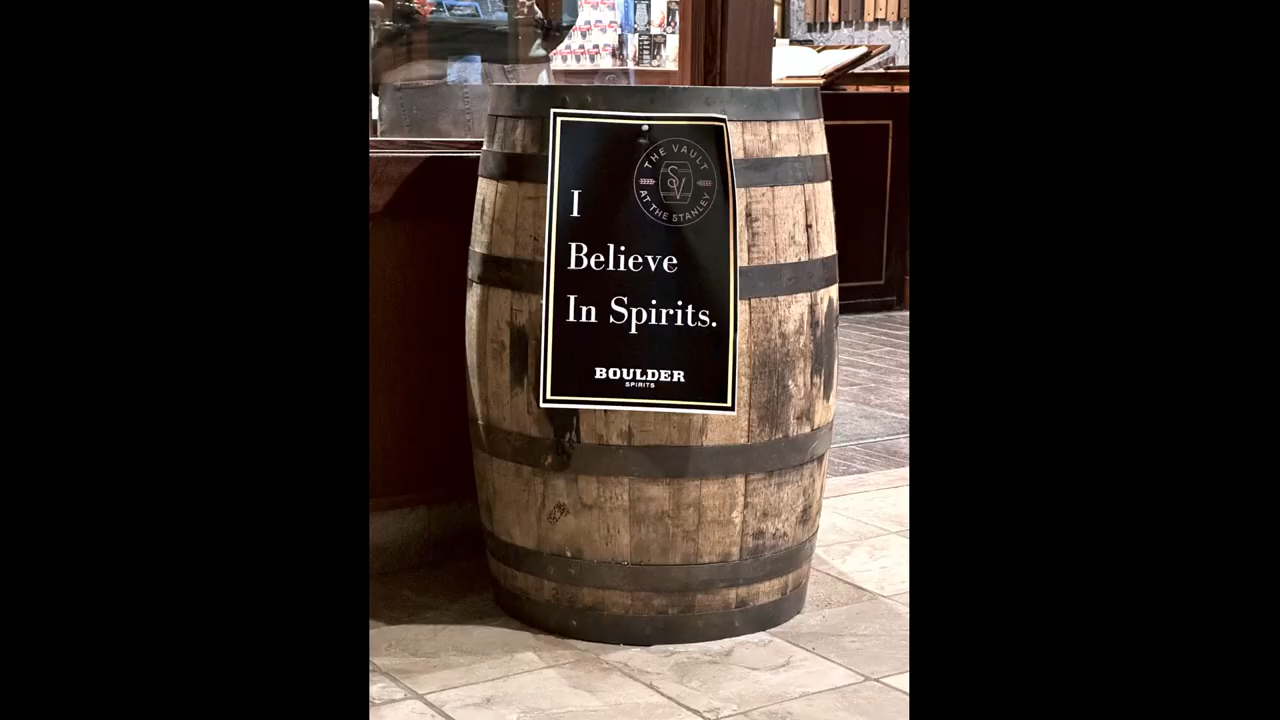 THE VAULT
SV
AT THE STANLEY
I
Believe
In Spirits.
BOULDER
SPIRITS